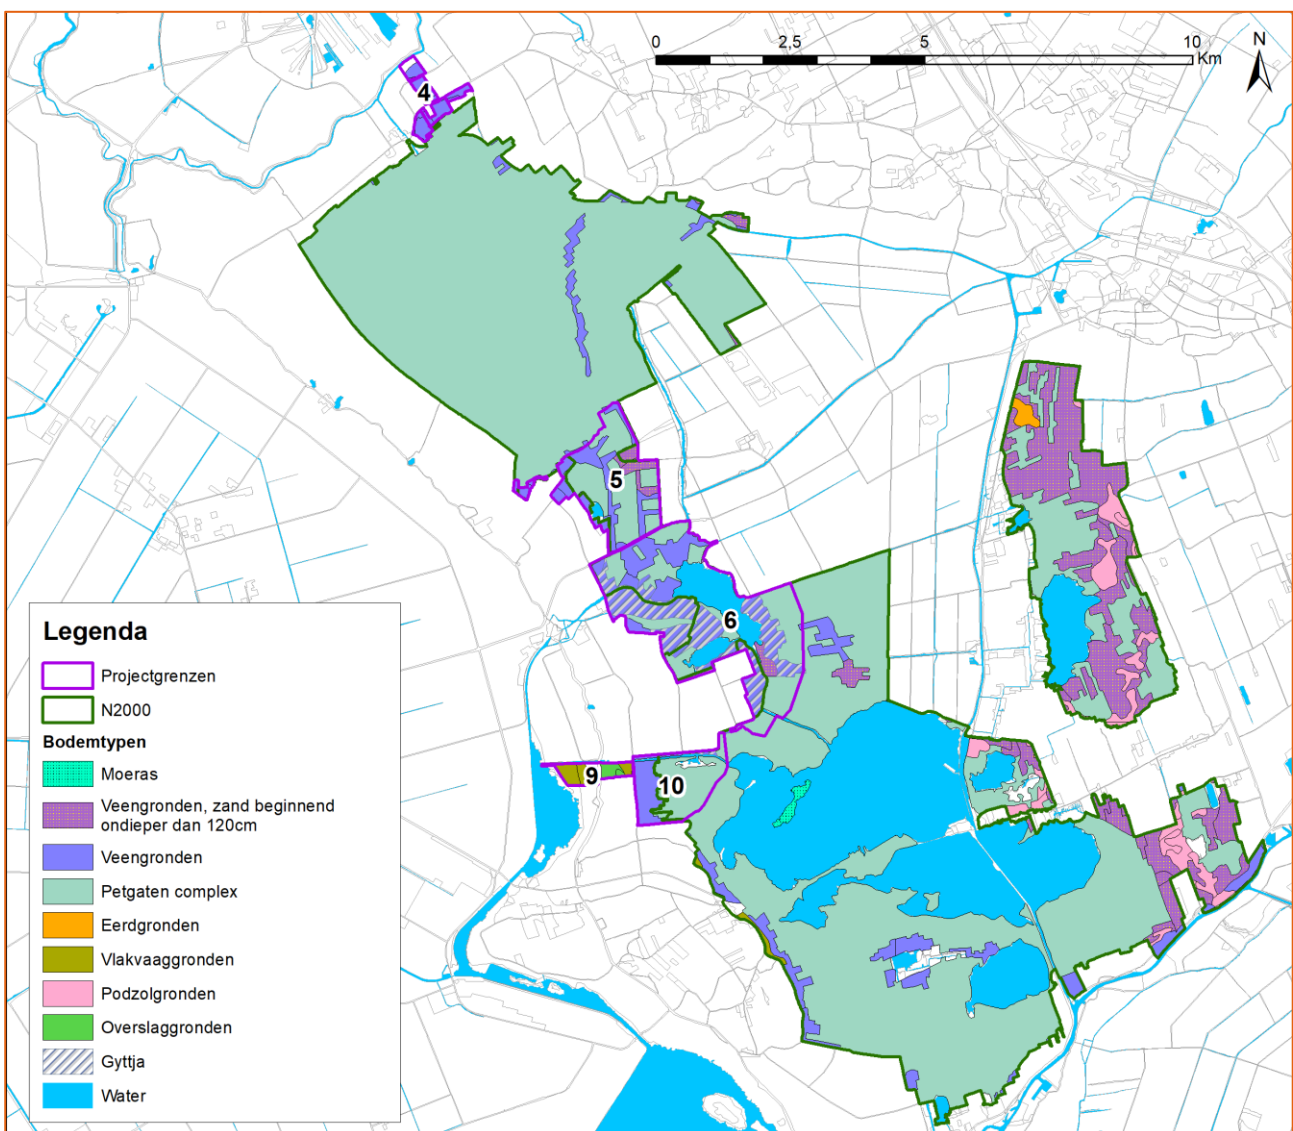 0 2,5 5 10
Km
N
4
5
6
9
10
Legenda
Projectgrenzen
N2000
Bodemtypen
Moeras
Veengronden, zand beginnend
ondieper dan 120cm
Veengronden
Petgaten complex
Eerdgronden
Vlakvaaggronden
Podzolgronden
Overslaggronden
Gyttja
Water